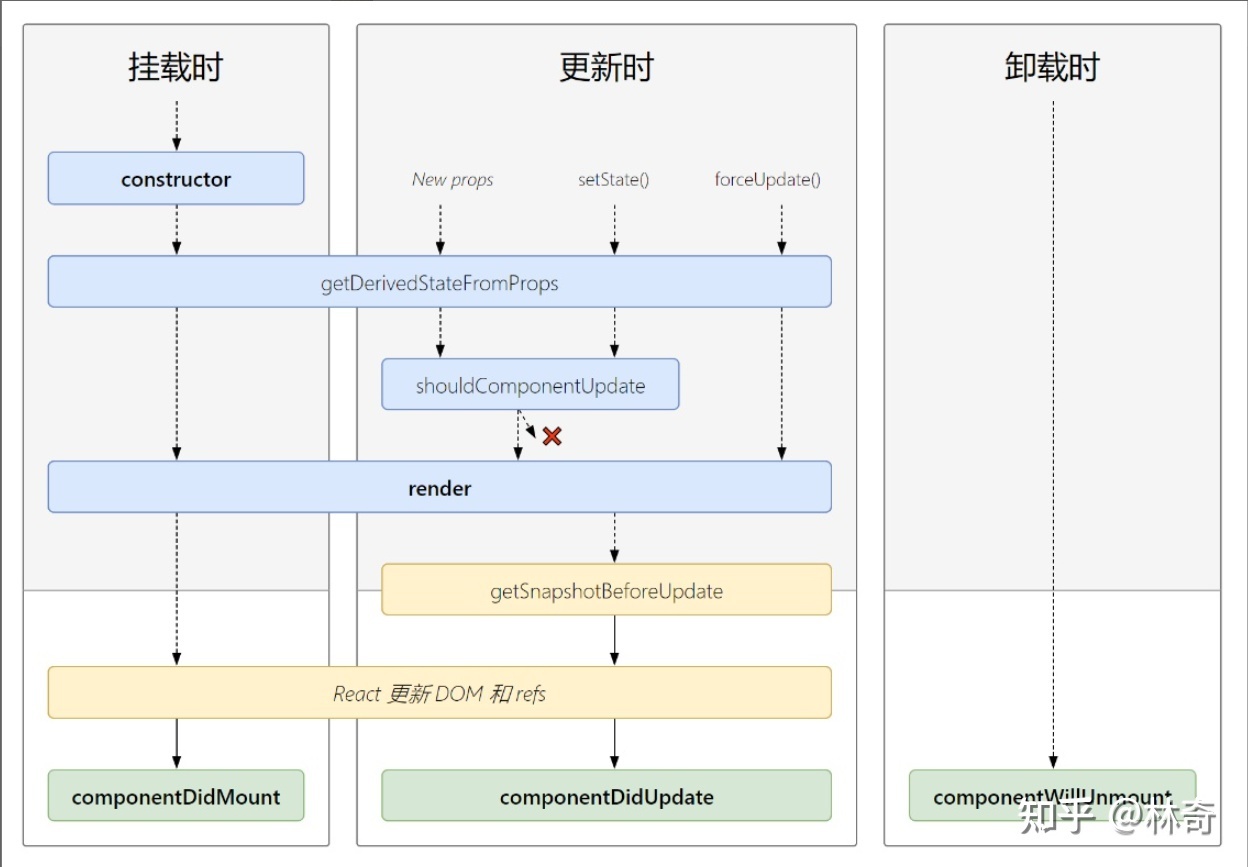 挂载时
更新时
卸载时
constructor
New props
setState()
forceUpdate()
getDerivedStateFromProps
shouldComponentUpdate
render
getSnapshotBeforeUpdate
React 更新 DOM 和 refs
componentDidMount
componentDidUpdate
componentWillUnmount
知乎 @林奇